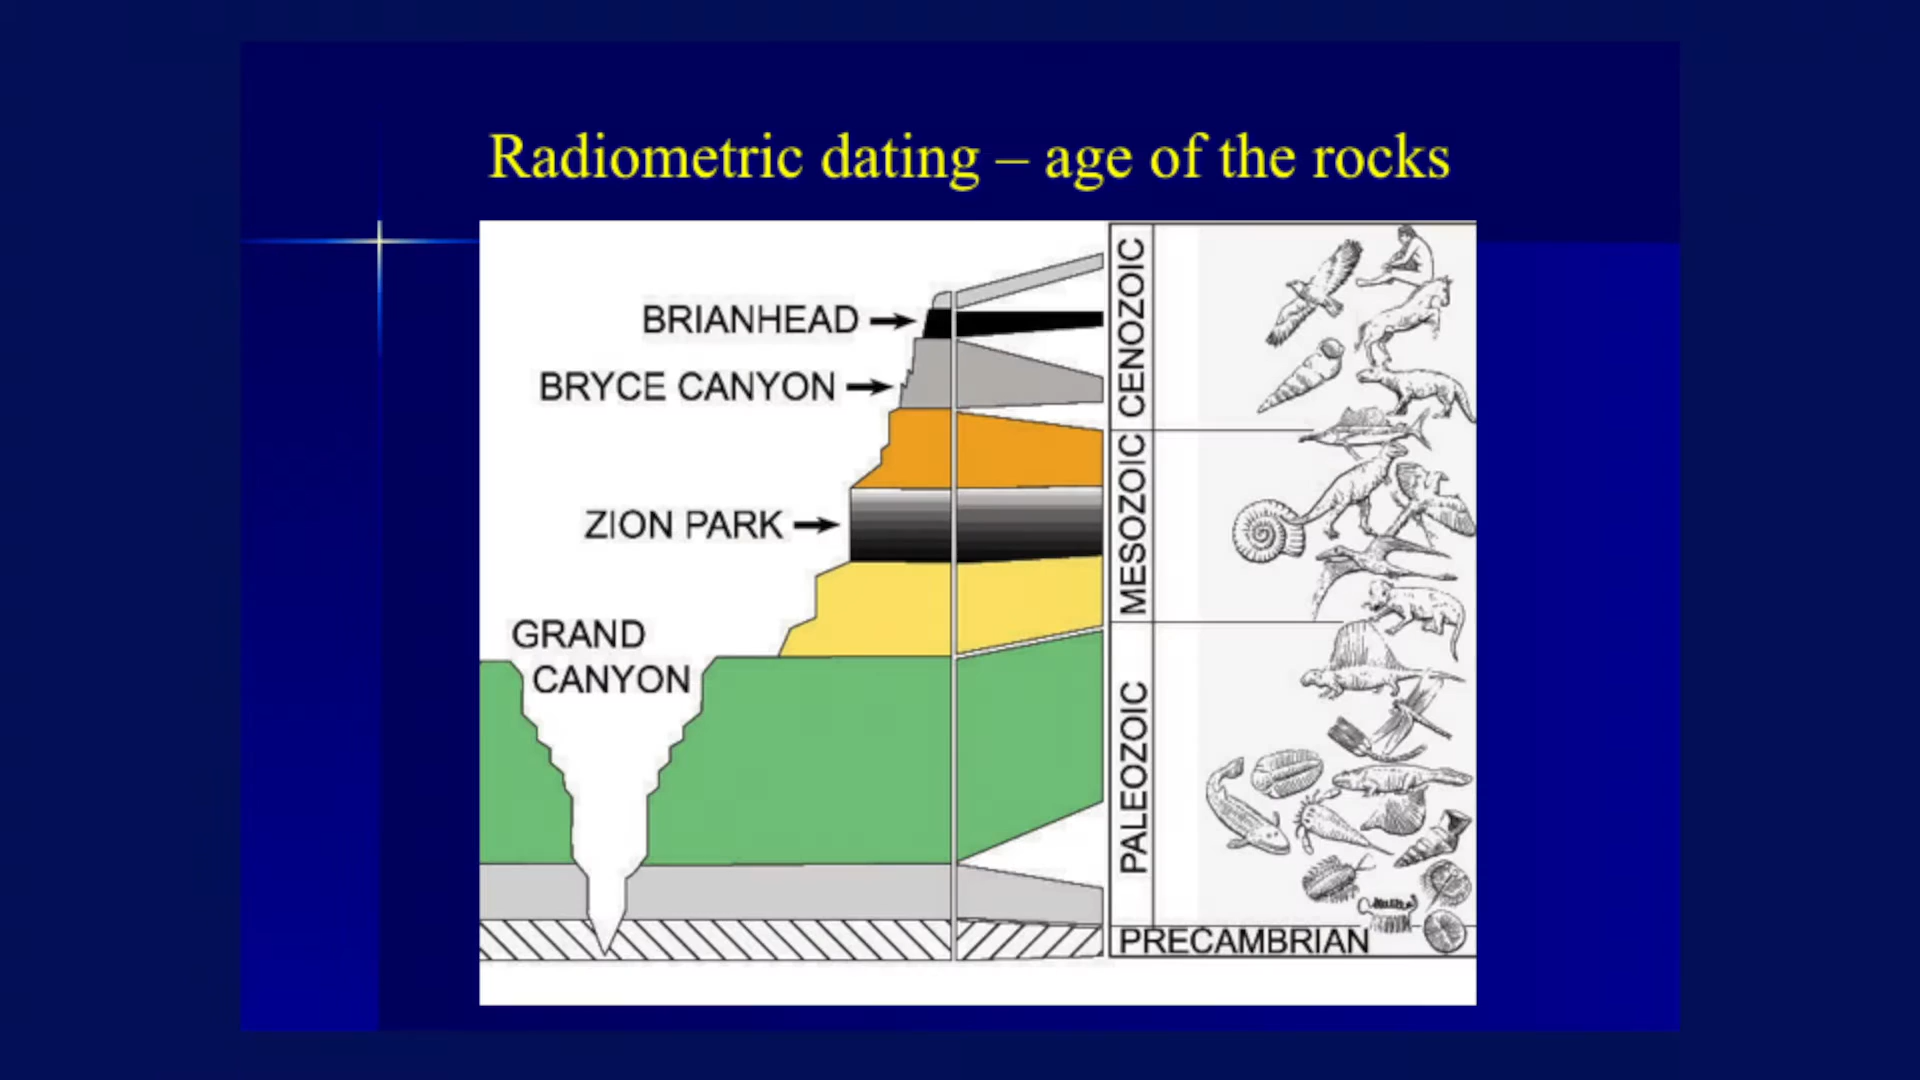 Radiometric dating – age of the rocks
BRIANHEAD
BRYCE CANYON
ZION PARK
GRAND
CANYON
CENOZOIC
MESOZOIC
PALEOZOIC
PRECAMBRIAN